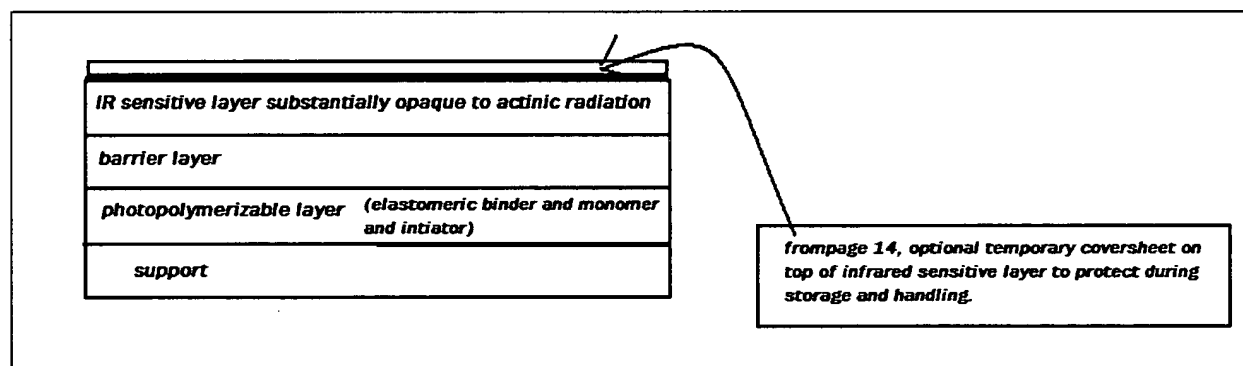 IR sensitive layer substantially opaque to actinic radiation
barrier layer
photopolymerizable layer (elastomeric binder and monomer
and intiator)
support
frompage 14, optional temporary coversheet on
top of infrared sensitive layer to protect during
storage and handling.